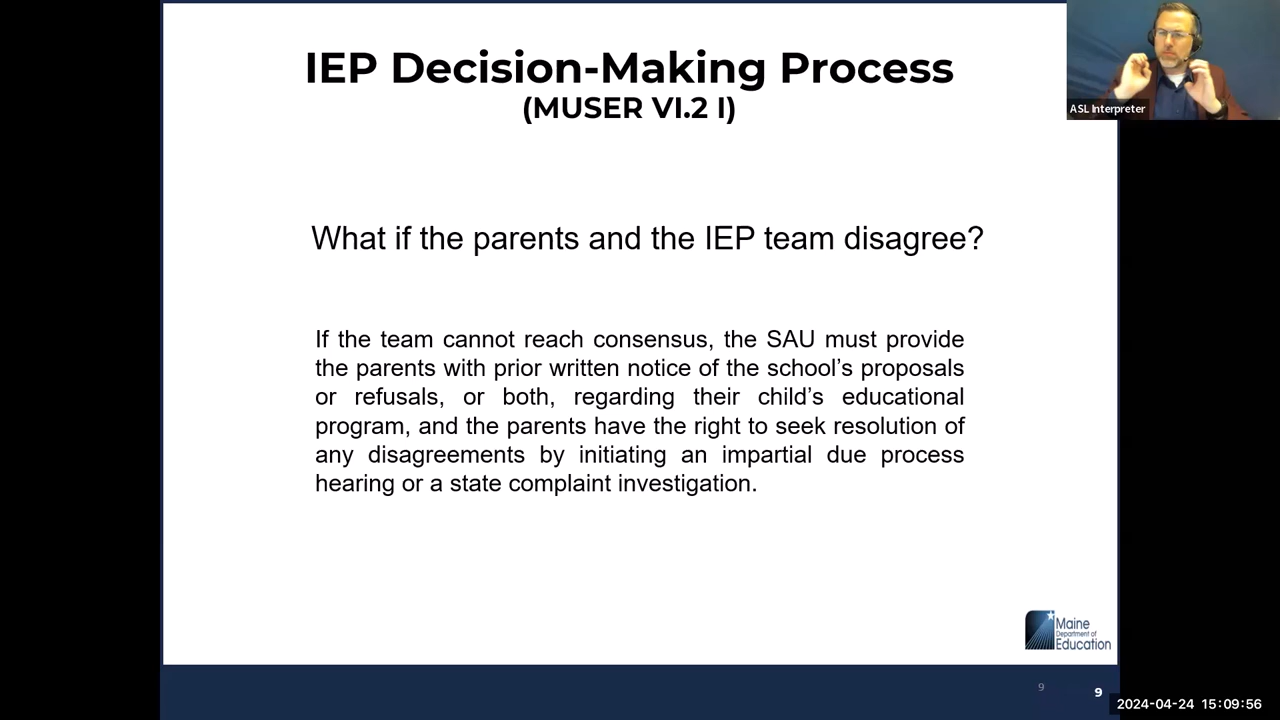 IEP Decision-Making Process
(MUSER VI.2 I)
ASL Interpreter
What if the parents and the IEP team disagree?
If the team cannot reach consensus, the SAU must provide
the parents with prior written notice of the school’s proposals
or refusals, or both, regarding their child’s educational
program, and the parents have the right to seek resolution of
any disagreements by initiating an impartial due process
hearing or a state complaint investigation.
Maine
Department of
Education
9
9
2024-04-24 15:09:56